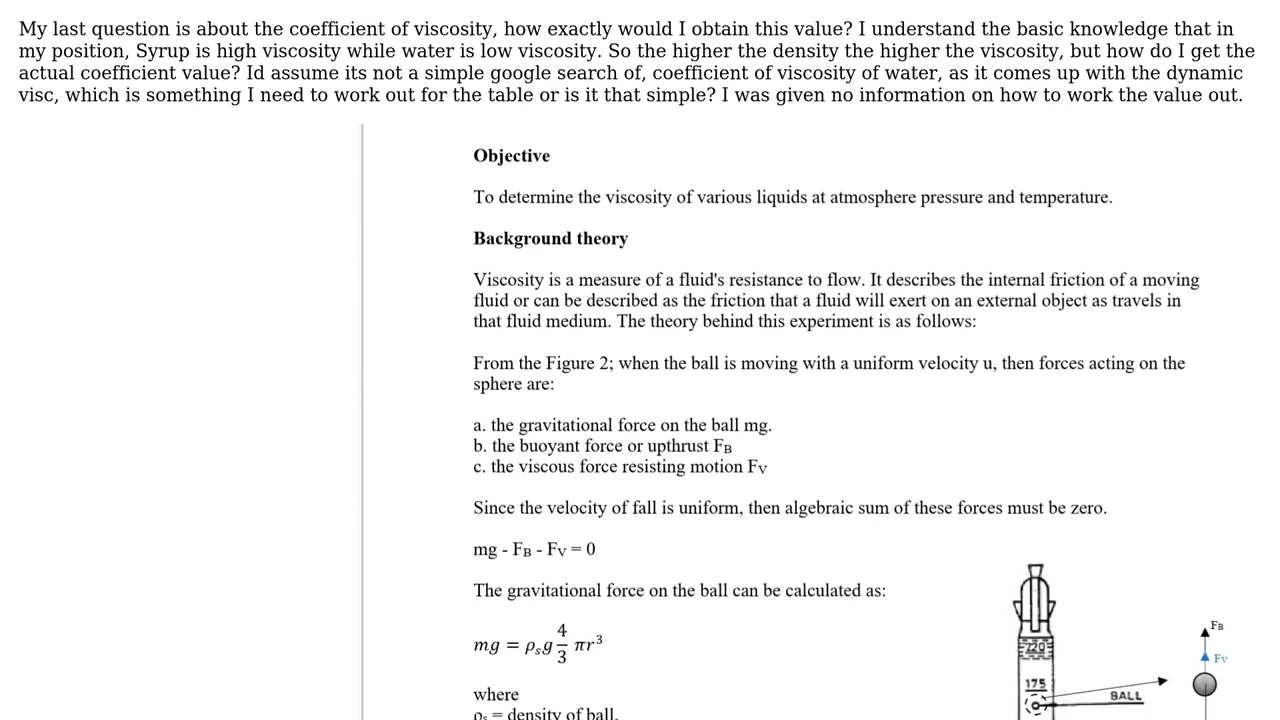 My last question is about the coefficient of viscosity, how exactly would I obtain this value? I understand the basic knowledge that in
my position, Syrup is high viscosity while water is low viscosity. So the higher the density the higher the viscosity, but how do I get the
actual coefficient value? Id assume its not a simple google search of, coefficient of viscosity of water, as it comes up with the dynamic
visc, which is something I need to work out for the table or is it that simple? I was given no information on how to work the value out.
Objective
To determine the viscosity of various liquids at atmosphere pressure and temperature.
Background theory
Viscosity is a measure of a fluid's resistance to flow. It describes the internal friction of a moving
fluid or can be described as the friction that a fluid will exert on an external object as travels in
that fluid medium. The theory behind this experiment is as follows:
From the Figure 2; when the ball is moving with a uniform velocity u, then forces acting on the
sphere are:
a. the gravitational force on the ball mg.
b. the buoyant force or upthrust F_B
c. the viscous force resisting motion F_V
Since the velocity of fall is uniform, then algebraic sum of these forces must be zero.
mg - F_B - F_V = 0
The gravitational force on the ball can be calculated as:
mg = ρ_s g 4/3 πr³
where
ρ_s = density of ball.
220
175
BALL
F_B
F_V